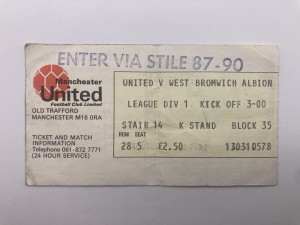 ENTER VIA STILE 87-90
Manchester
United
Football Club Limited
OLD TRAFFORD
MANCHESTER M16 0RA
TICKET AND MATCH
INFORMATION
Telephone 061-872 7771
(24 HOUR SERVICE)
UNITED V WEST BROMWICH ALBION
LEAGUE DIV 1. KICK OFF 3-00
STAIR 14 K STAND BLOCK 35
ROW SEAT
28 5 £2.50 130310578